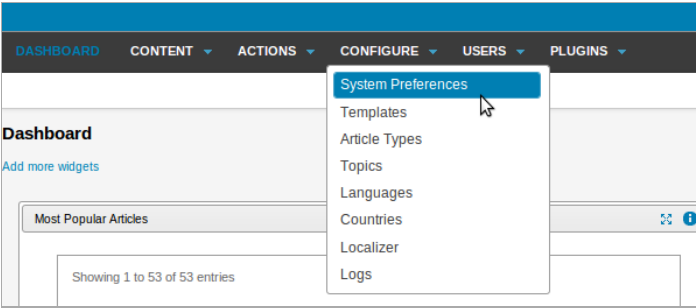 DASHBOARD CONTENT ACTIONS CONFIGURE USERS PLUGINS
System Preferences
Templates
Article Types
Topics
Languages
Countries
Localizer
Logs
Dashboard
Add more widgets
Most Popular Articles
Showing 1 to 53 of 53 entries